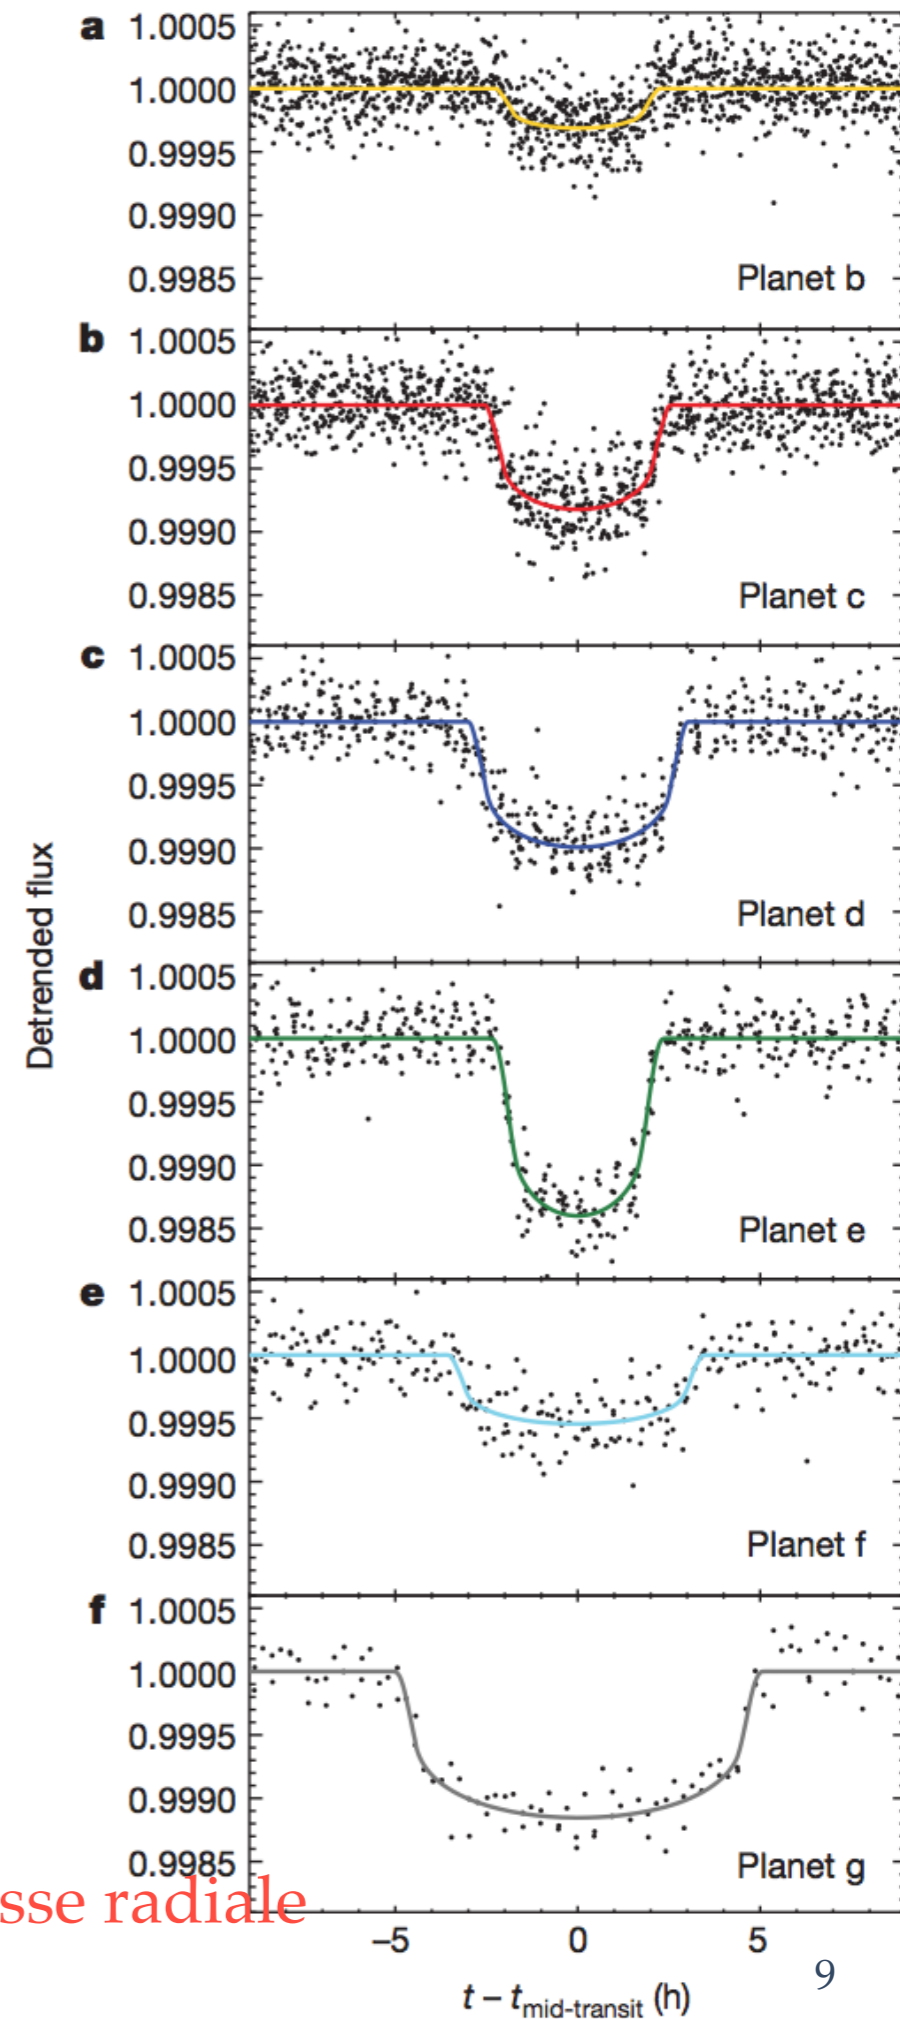 a 1.0005
1.0000
0.9995
0.9990
0.9985
Planet b
b 1.0005
1.0000
0.9995
0.9990
0.9985
Planet c
c 1.0005
1.0000
0.9995
0.9990
0.9985
Planet d
Detrended flux
d 1.0005
1.0000
0.9995
0.9990
0.9985
Planet e
e 1.0005
1.0000
0.9995
0.9990
0.9985
Planet f
f 1.0005
1.0000
0.9995
0.9990
0.9985
Planet g
sse radiale
–5 0 5
9
t – tmid-transit (h)